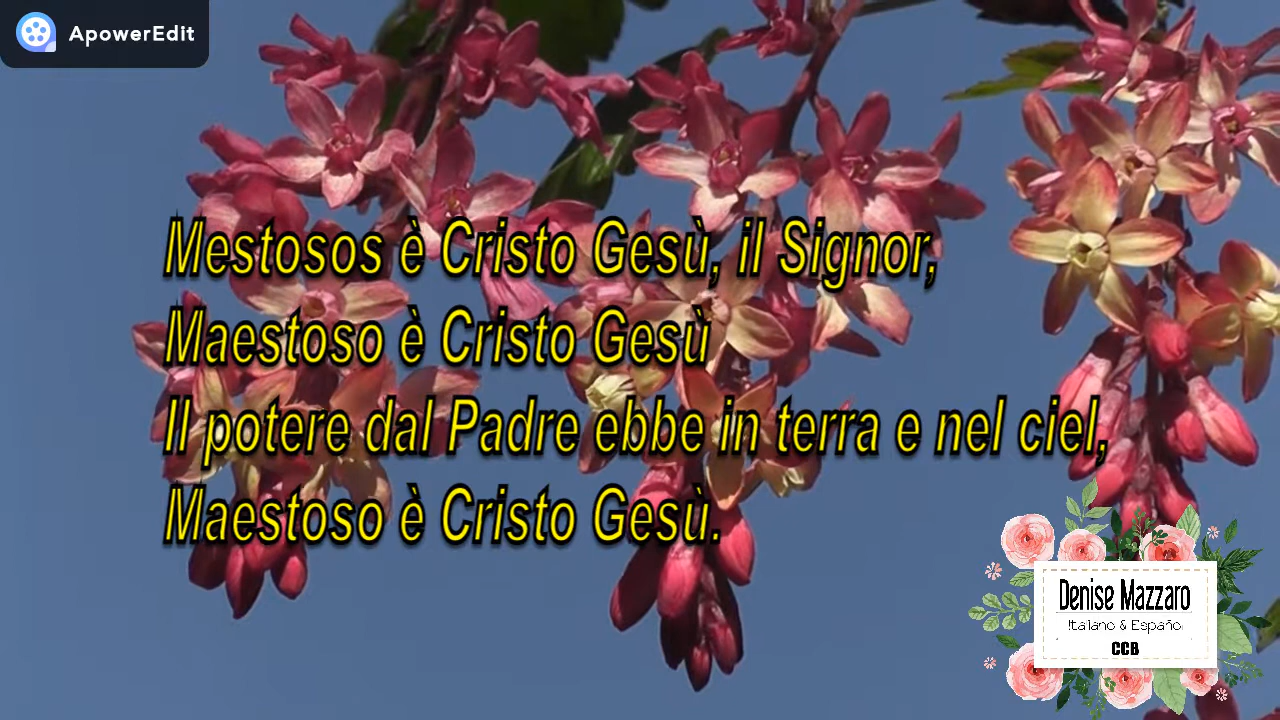 ApowerEdit
Mestosos è Cristo Gesù, il Signor,
Maestoso è Cristo Gesù
Il potere dal Padre ebbe in terra e nel ciel,
Maestoso è Cristo Gesù.
Denise Mazzaro
Italiano & Español
CCB